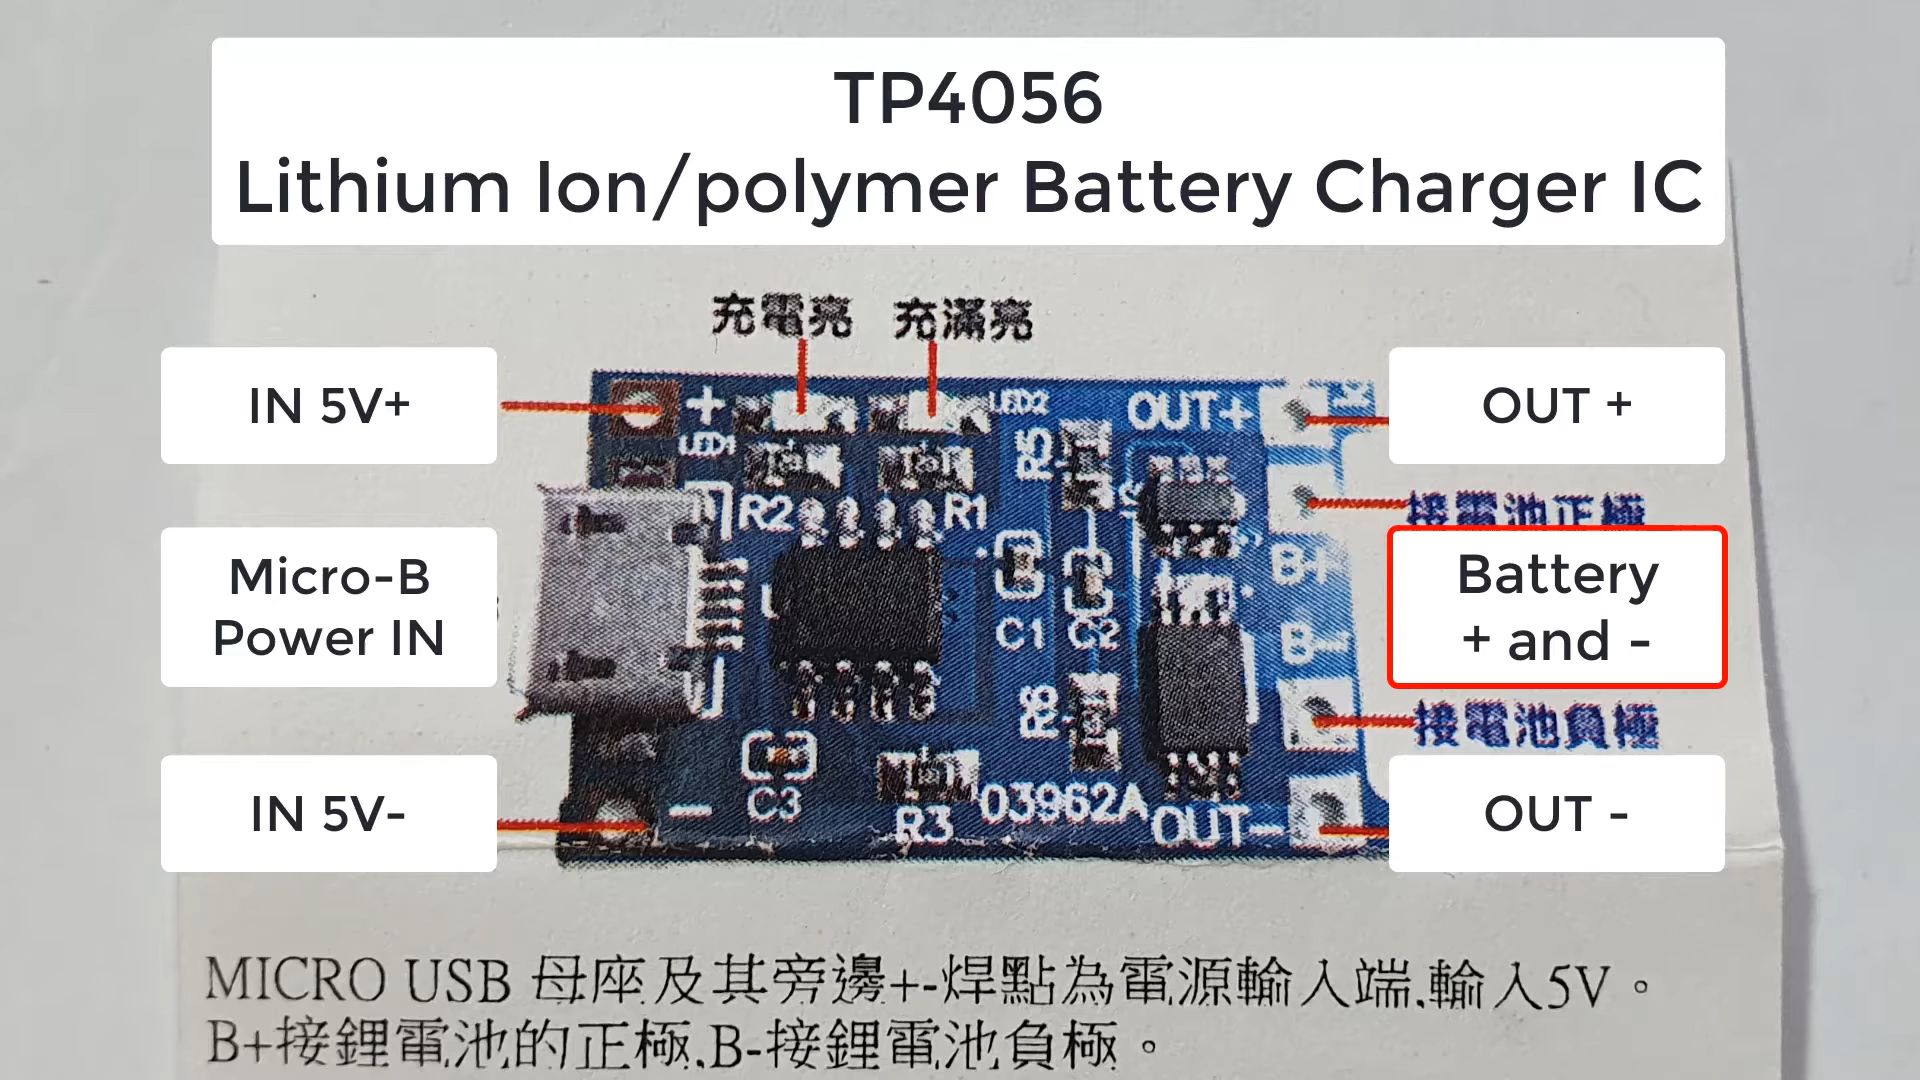 TP4056
Lithium Ion/polymer Battery Charger IC
充電亮 充滿亮
IN 5V+
+
LED1
LED2
OUT+
OUT +
R5
R2
R1
接電池正極
Micro-B
Power IN
B+
Battery
+ and -
C1
C2
B-
R6
接電池負極
IN 5V-
-
C3
R3
03962A
OUT-
OUT -
MICRO USB 母座及其旁邊+-焊點為電源輸入端,輸入5V。
B+接鋰電池的正極,B-接鋰電池負極。